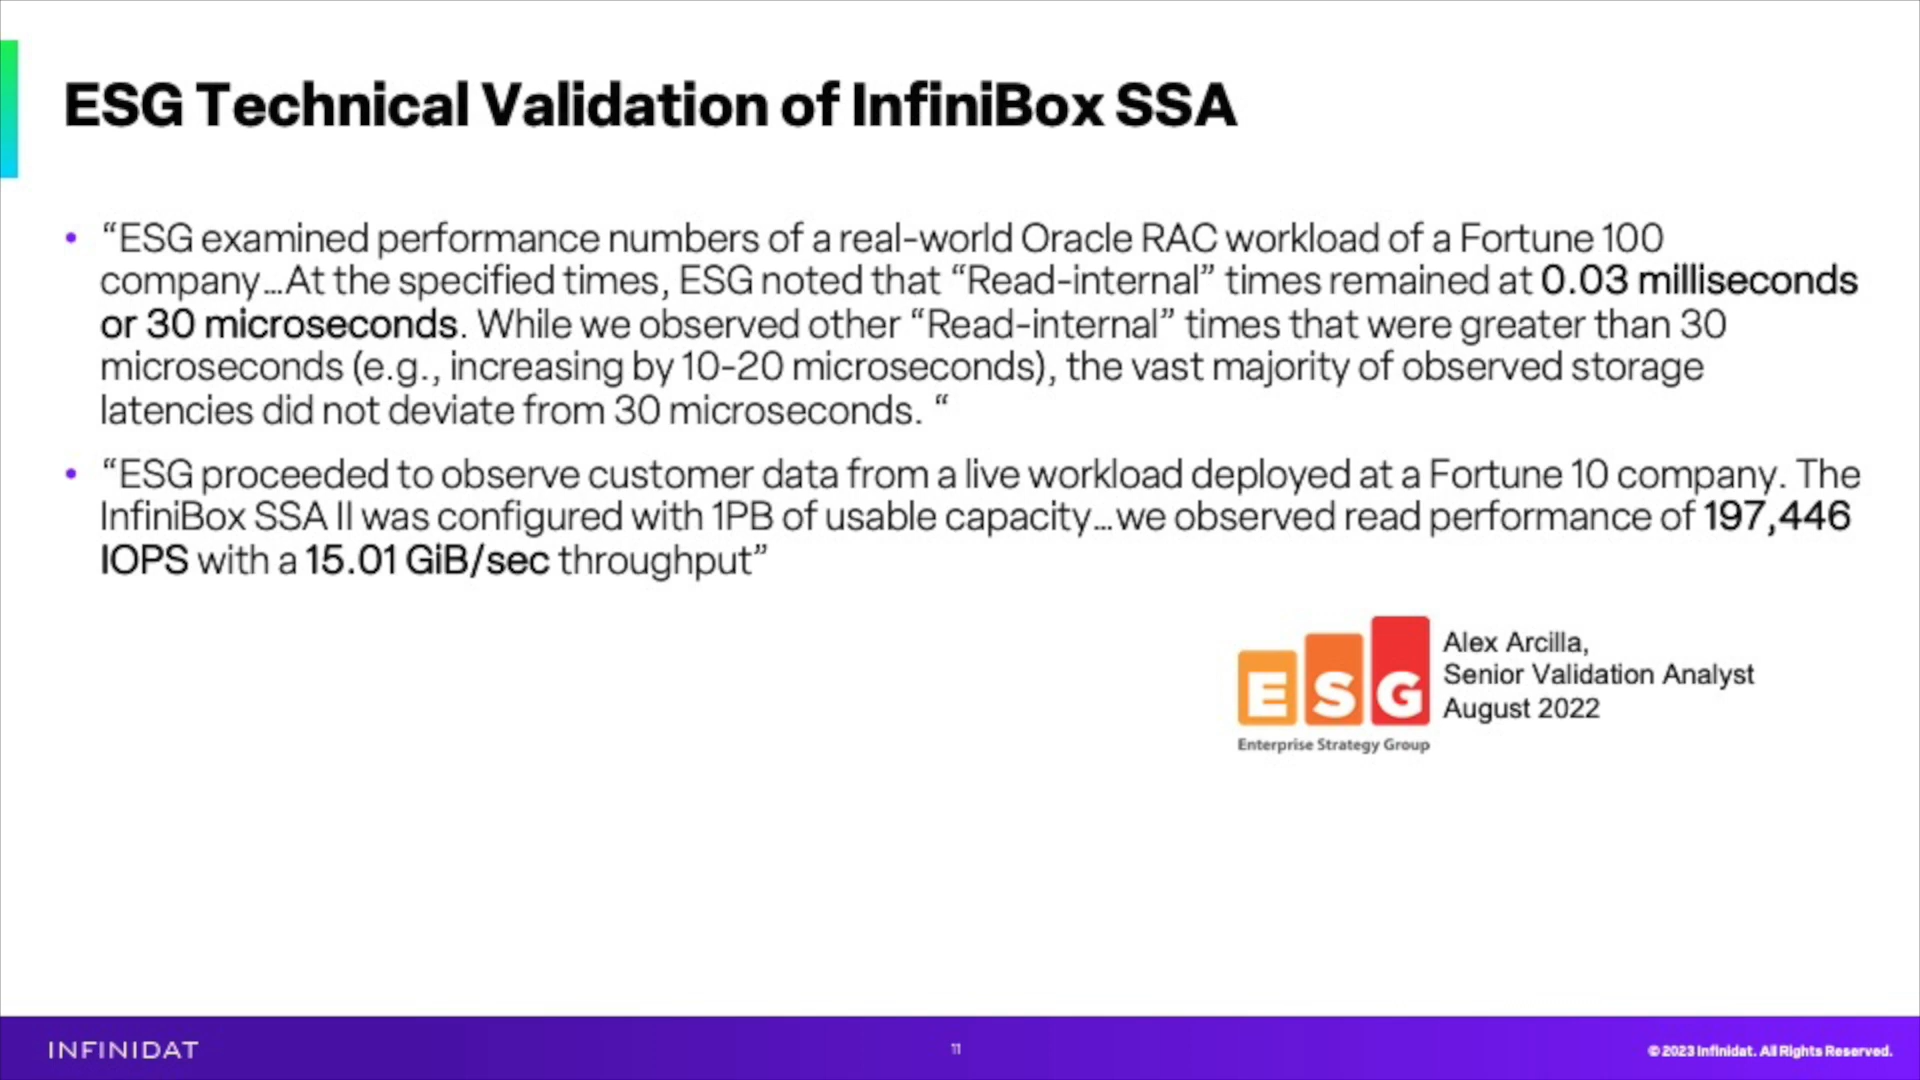 ESG Technical Validation of InfiniBox SSA
• “ESG examined performance numbers of a real-world Oracle RAC workload of a Fortune 100
company…At the specified times, ESG noted that “Read-internal” times remained at 0.03 milliseconds
or 30 microseconds. While we observed other “Read-internal” times that were greater than 30
microseconds (e.g., increasing by 10-20 microseconds), the vast majority of observed storage
latencies did not deviate from 30 microseconds. “
• “ESG proceeded to observe customer data from a live workload deployed at a Fortune 10 company. The
InfiniBox SSA II was configured with 1PB of usable capacity…we observed read performance of 197,446
IOPS with a 15.01 GiB/sec throughput”
ESG
Enterprise Strategy Group
Alex Arcilla,
Senior Validation Analyst
August 2022
INFINIDAT
11
© 2023 Infinidat. All Rights Reserved.